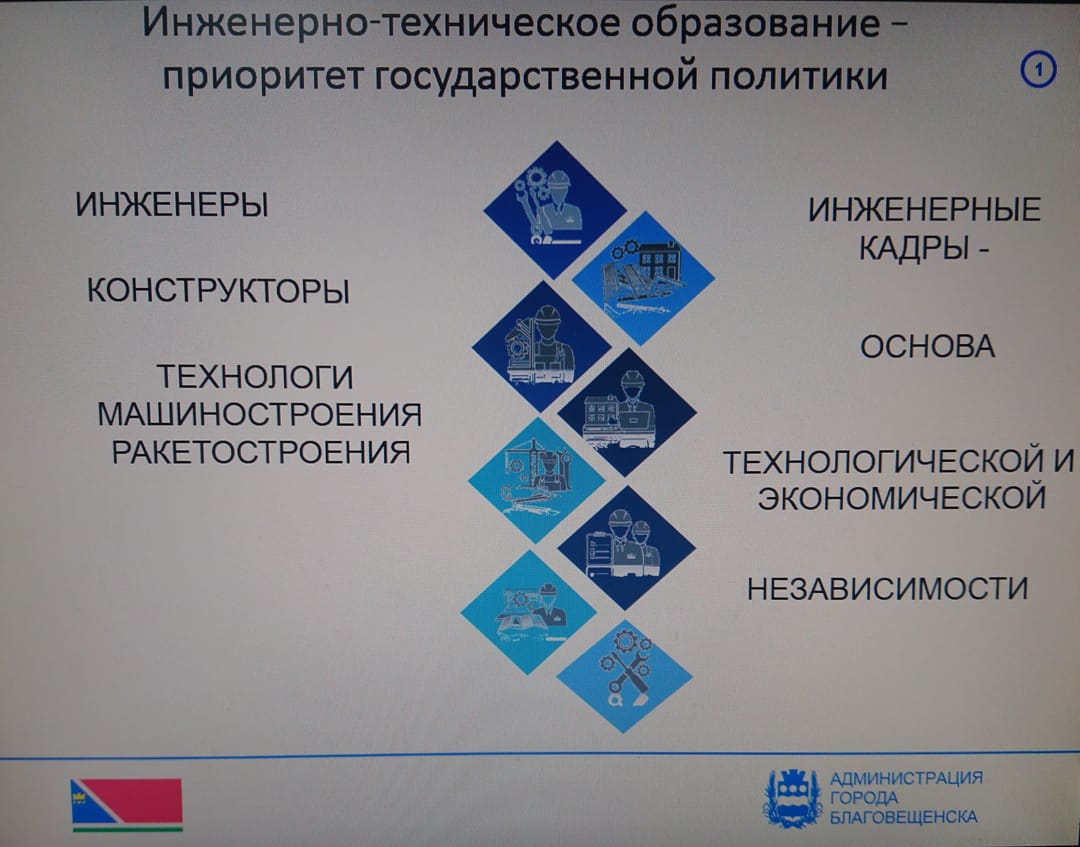 Инженерно-техническое образование –
приоритет государственной политики
1
ИНЖЕНЕРЫ
КОНСТРУКТОРЫ
ТЕХНОЛОГИ
МАШИНОСТРОЕНИЯ
РАКЕТОСТРОЕНИЯ
ИНЖЕНЕРНЫЕ
КАДРЫ -
ОСНОВА
ТЕХНОЛОГИЧЕСКОЙ И
ЭКОНОМИЧЕСКОЙ
НЕЗАВИСИМОСТИ
АДМИНИСТРАЦИЯ
ГОРОДА
БЛАГОВЕЩЕНСКА